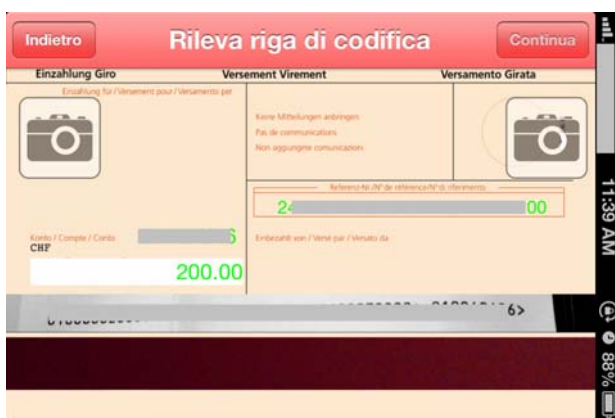 Indietro Rileva riga di codifica Continua
Einzahlung Giro Versement Virement Versamento Girata
Einzahlung für / Versement pour / Versamento per
Keine Mitteilungen anbringen
Pas de communications
Non aggiungete comunicazioni
Referenz-Nr./N° de référence/N° di riferimento
24 00
Konto / Compte / Conto 6 Einbezahlt von / Versé par / Versato da
CHF
200.00
6>
11:39 AM 88%